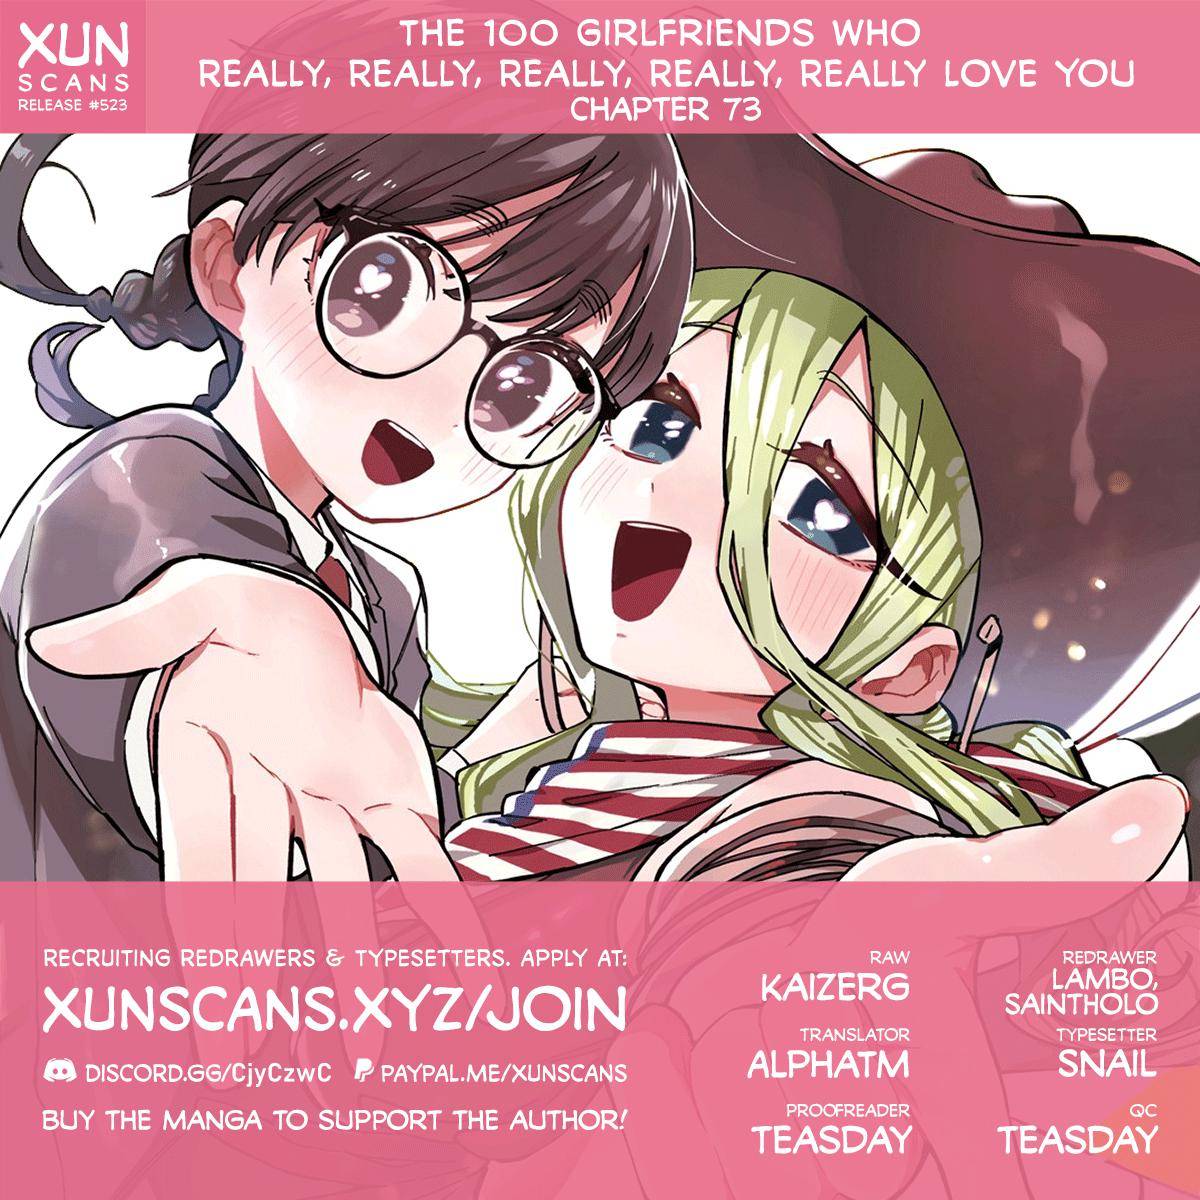 XUN
SCANS
RELEASE #523
THE 100 GIRLFRIENDS WHO
REALLY, REALLY, REALLY, REALLY, REALLY LOVE YOU
CHAPTER 73
RECRUITING REDRAWERS & TYPESETTERS. APPLY AT:
XUNSCANS.XYZ/JOIN
DISCORD.GG/CjyCzwC PAYPAL.ME/XUNSCANS
BUY THE MANGA TO SUPPORT THE AUTHOR!
RAW
KAIZERG
TRANSLATOR
ALPHATM
PROOFREADER
TEASDAY
REDRAWER
LAMBO,
SAINTHOLO
TYPESETTER
SNAIL
QC
TEASDAY